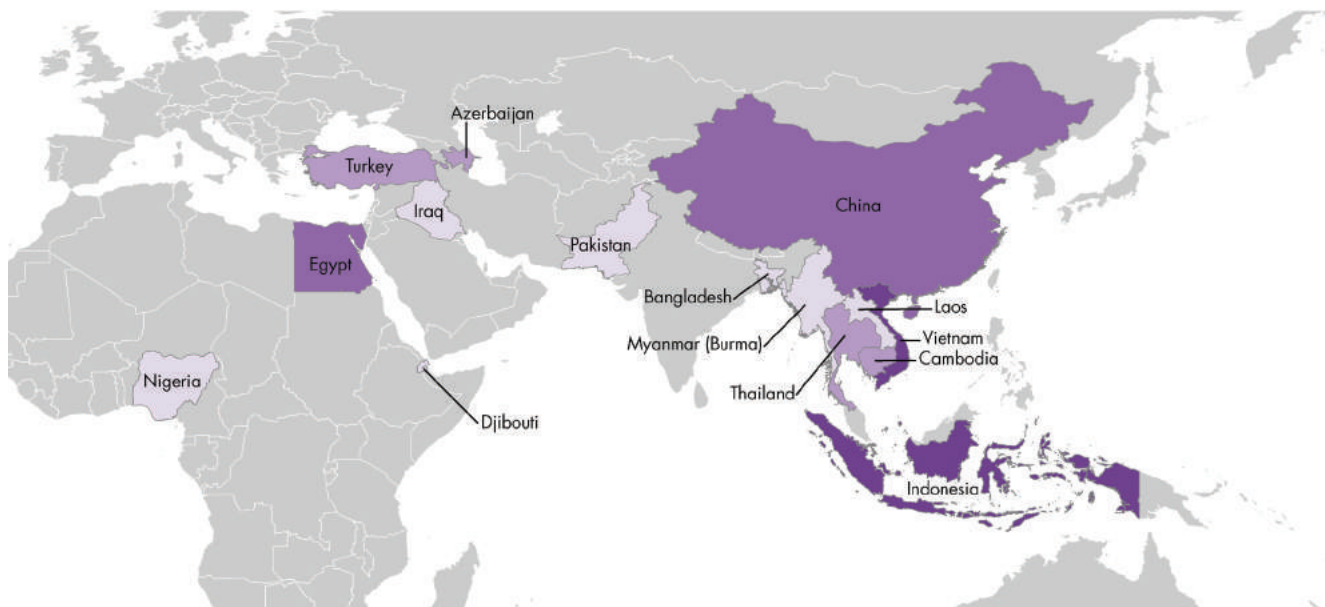 Azerbaijan
Turkey
Iraq
China
Pakistan
Egypt
Bangladesh
Laos
Myanmar (Burma)
Vietnam
Cambodia
Nigeria
Thailand
Djibouti
Indonesia